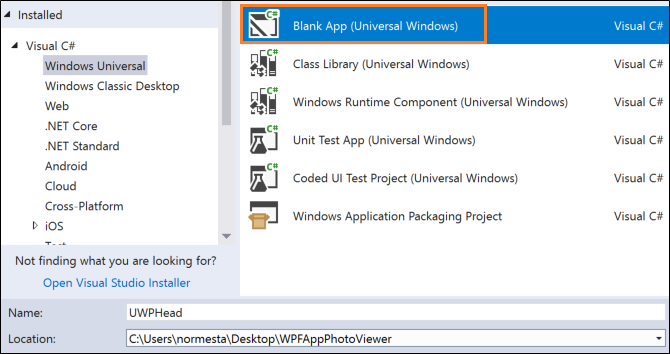 Installed
Visual C#
Windows Universal
Windows Classic Desktop
Web
.NET Core
.NET Standard
Android
Cloud
Cross-Platform
iOS
Test
Not finding what you are looking for?
Open Visual Studio Installer
C# Blank App (Universal Windows) Visual C#
C# Class Library (Universal Windows) Visual C#
C# Windows Runtime Component (Universal Windows) Visual C#
C# Unit Test App (Universal Windows) Visual C#
C# Coded UI Test Project (Universal Windows) Visual C#
Windows Application Packaging Project Visual C#
Name: UWPHead
Location: C:\Users\normesta\Desktop\WPFAppPhotoViewer